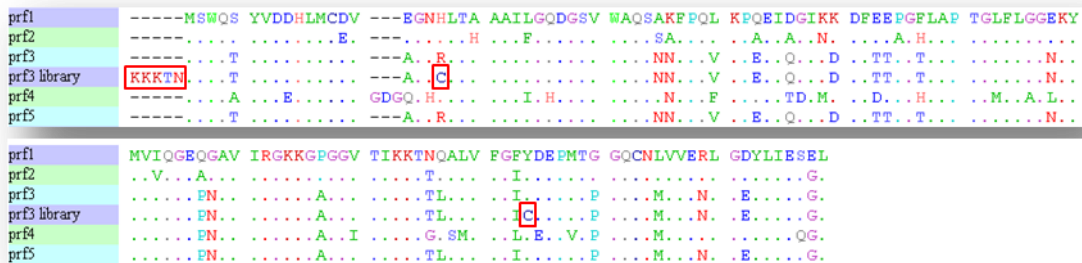 prf1 -----MSWQS YVDDHLMCDV ---EGNHLTA AAILGQDGSV WAQSAKFPQL KPQEIDGIKK DFEEPGFLAP TGLFLGGEKY
prf2 -----..... ........E. ---......H ...F...... ....SA.... ..A..A..N. ....A.H... ..........
prf3 -----....T .......... ---A..R... .......... ....NN...V ..E..Q...D ..TT..T... .......N..
prf3 library KKKTN....T .......... ---A..C... .......... ....NN...V ..E..Q...D ..TT..T... .......N..
prf4 -----....A ...E...... GDGQ.H.... ...I.H.... ....NN...F .....TD.M. ..D...H... ..M..A.L..
prf5 -----....T .......... ---A..R... .......... ....NN...V ..E..Q...D ..TT..T... .......N..
prf1 MVIQGEQGAV IRGKKGPGGV TIKKTNQALV FGFYDEPMTG GQCNLVVERL GDYLIESEL
prf2 ..V...A... .......... .....T.... ..I....... .......... .......G.
prf3 ......PN.. ......A... .....TL... ..I......P ....M...N. .E.....G.
prf3 library ......PN.. ......A... .....TL... ..IC.....P ....M...N. .E.....G.
prf4 ......PN.. ......A..I .....G.SM. ..L.E..V.P ....M..... ......QG.
prf5 ......PN.. ......A... .....TL... ..I......P ....M...N. .E.....G.